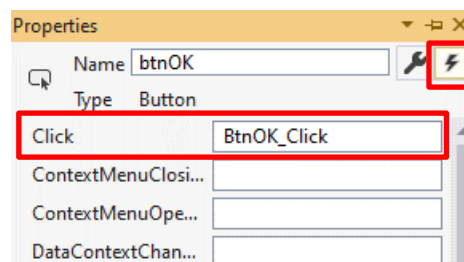 Properties
Name btnOK
Type Button
Click BtnOK_Click
ContextMenuClosi...
ContextMenuOpe...
DataContextChan...